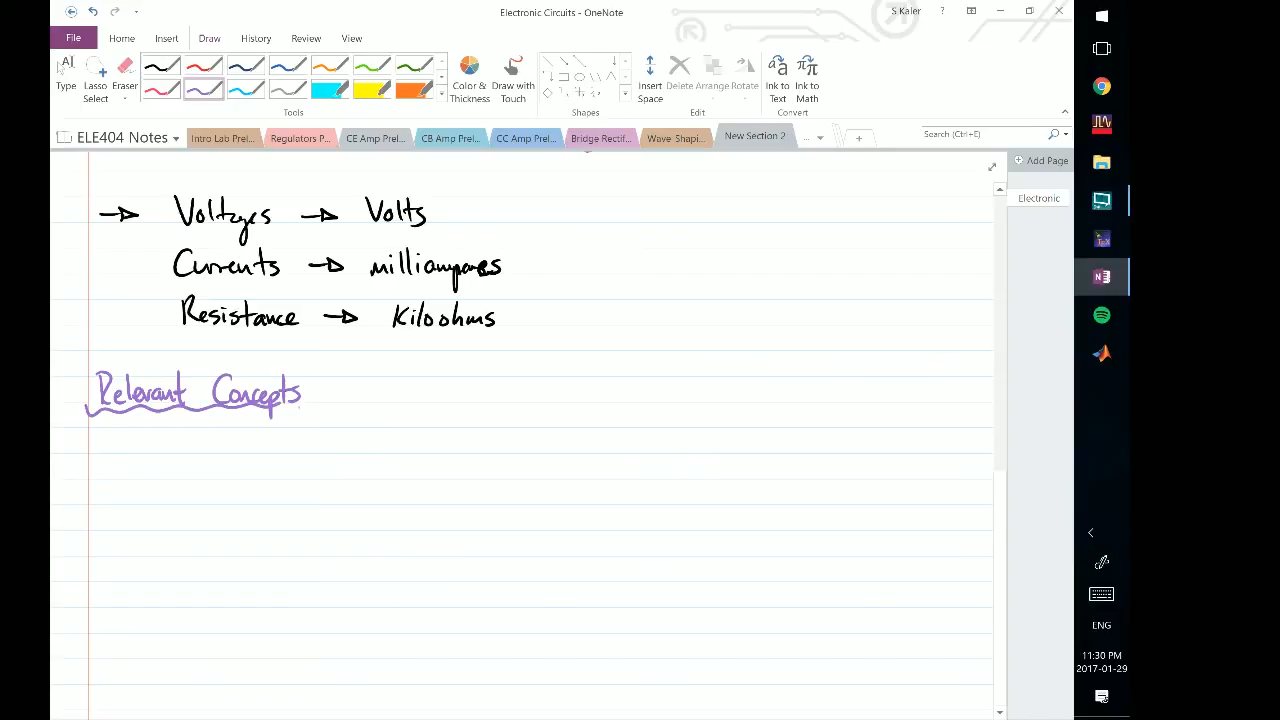 Electronic Circuits - OneNote
S Kaler
?
File Home Insert Draw History Review View
Type
Lasso Select
Eraser
Color & Thickness
Draw with Touch
Insert Space
Delete
Arrange
Rotate
Ink to Text
Ink to Math
Tools
Shapes
Edit
Convert
ELE404 Notes
Intro Lab Prel...
Regulators P...
CE Amp Prel...
CB Amp Prel...
CC Amp Prel...
Bridge Rectif...
Wave Shapi...
New Section 2
...
Search (Ctrl+E)
Add Page
Electronic
→ Voltages → Volts
Currents → milliamperes
Resistance → Kiloohms
Relevant Concepts
ENG
11:30 PM
2017-01-29